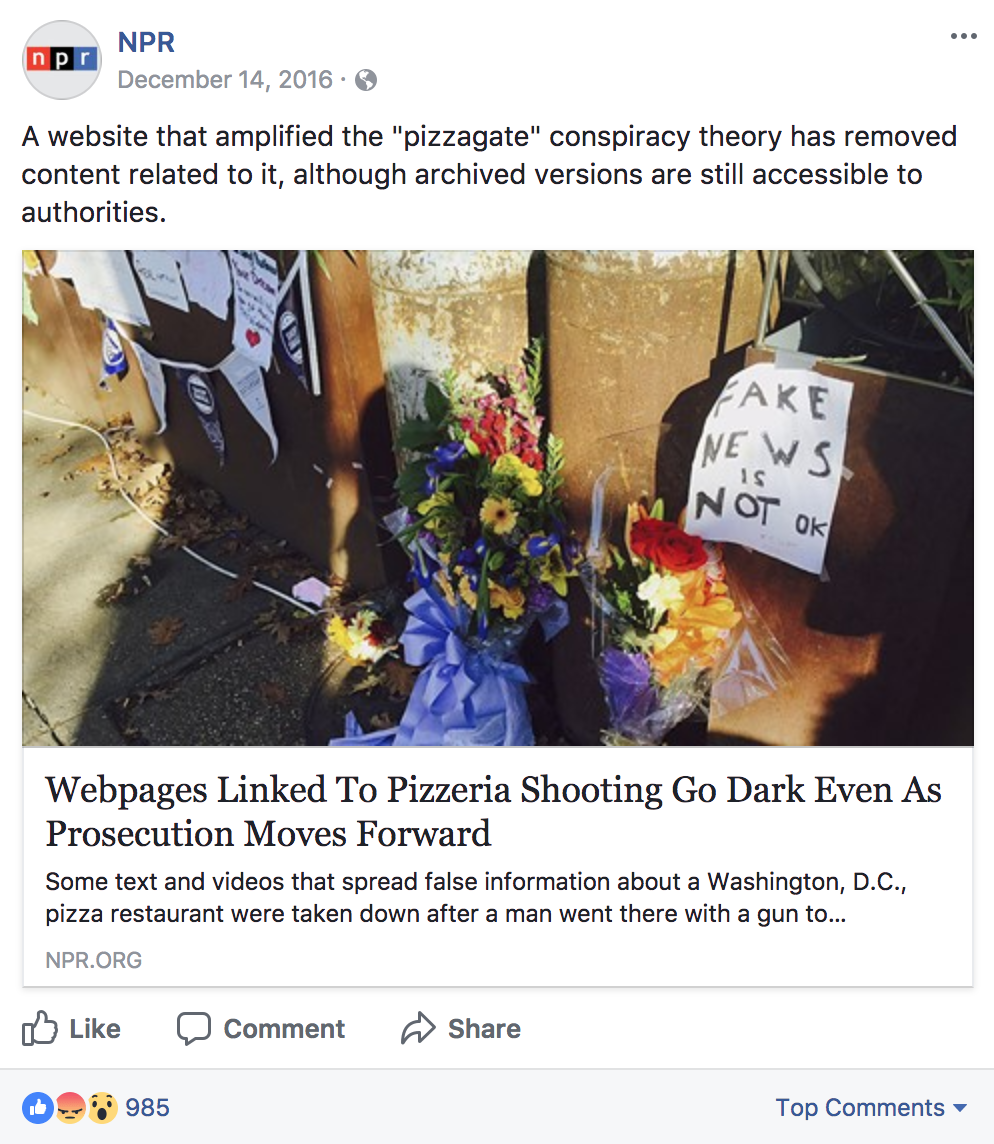 npr
NPR
December 14, 2016 ·
A website that amplified the "pizzagate" conspiracy theory has removed
content related to it, although archived versions are still accessible to
authorities.
FAKE
NEWS
IS
NOT OK
Webpages Linked To Pizzeria Shooting Go Dark Even As
Prosecution Moves Forward
Some text and videos that spread false information about a Washington, D.C.,
pizza restaurant were taken down after a man went there with a gun to...
NPR.ORG
Like Comment Share
985 Top Comments